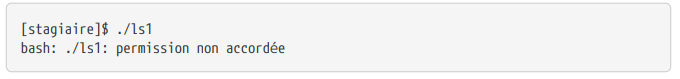 [stagiaire]$ ./ls1
bash: ./ls1: permission non accordée